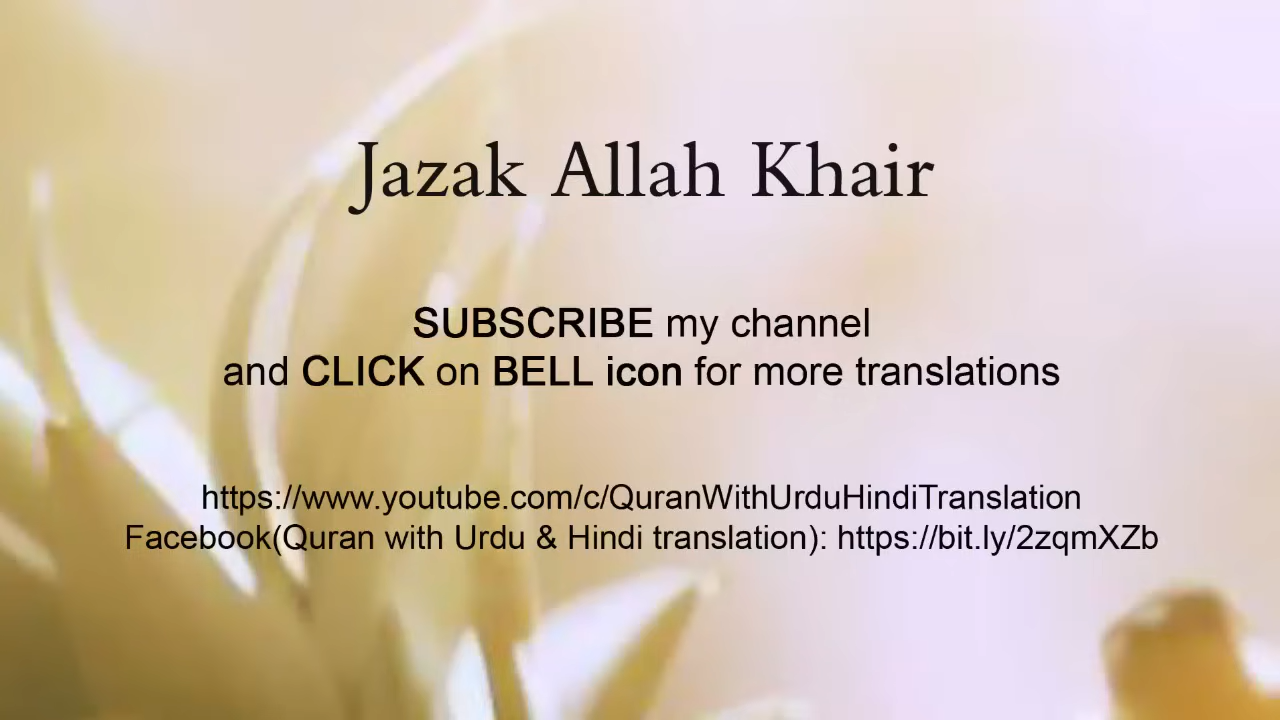 Jazak Allah Khair
SUBSCRIBE my channel
and CLICK on BELL icon for more translations
https://www.youtube.com/c/QuranWithUrduHindiTranslation
Facebook(Quran with Urdu & Hindi translation): https://bit.ly/2zqmXZb